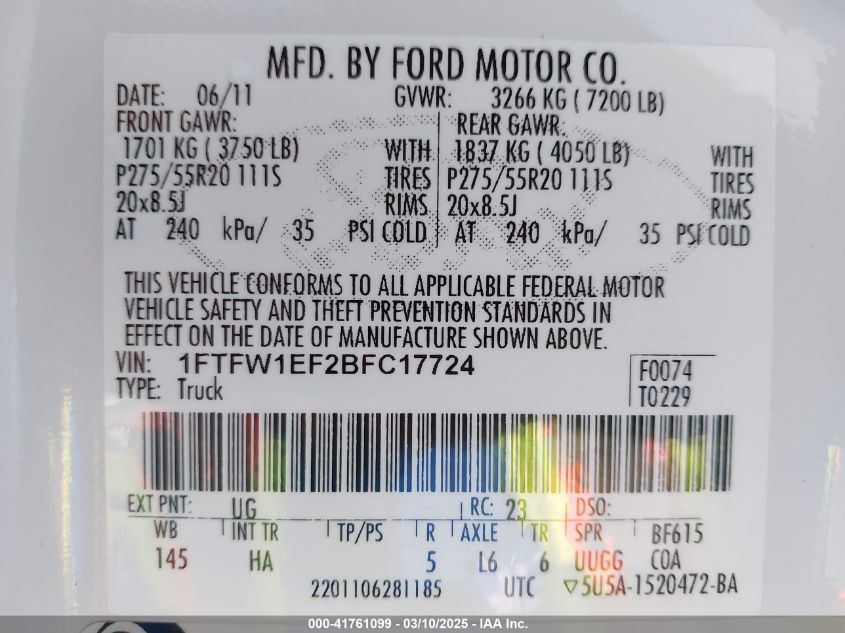 MFD. BY FORD MOTOR CO.
DATE: 06/11 GVWR: 3266 KG ( 7200 LB)
FRONT GAWR: REAR GAWR:
1701 KG ( 3750 LB) WITH 1837 KG ( 4050 LB) WITH
P275/55R20 111S TIRES P275/55R20 111S TIRES
20x8.5J RIMS 20x8.5J RIMS
AT 240 kPa/ 35 PSI COLD AT 240 kPa/ 35 PSI COLD
THIS VEHICLE CONFORMS TO ALL APPLICABLE FEDERAL MOTOR
VEHICLE SAFETY AND THEFT PREVENTION STANDARDS IN
EFFECT ON THE DATE OF MANUFACTURE SHOWN ABOVE.
VIN: 1FTFW1EF2BFC17724 F0074
TYPE: Truck T0229
EXT PNT: UG RC: 23 DSO:
WB INT TR TP/PS R AXLE TR SPR BF615
145 HA 5 L6 6 UUGG COA
2201106281185 UTC ▽5U5A-1520472-BA
000-41761099 - 03/10/2025 - IAA Inc.